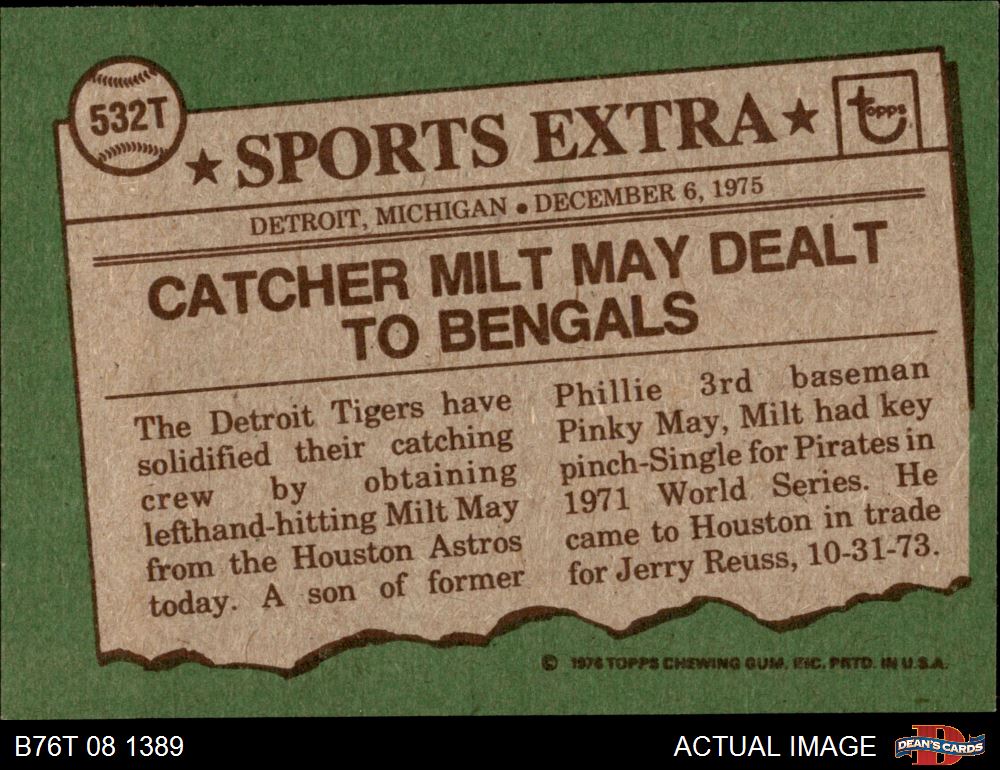 532T
★ SPORTS EXTRA ★
Topps
DETROIT, MICHIGAN • DECEMBER 6, 1975
CATCHER MILT MAY DEALT
TO BENGALS
The Detroit Tigers have
solidified their catching
crew by obtaining
lefthand-hitting Milt May
from the Houston Astros
today. A son of former
Phillie 3rd baseman
Pinky May, Milt had key
pinch-Single for Pirates in
1971 World Series. He
came to Houston in trade
for Jerry Reuss, 10-31-73.
© 1976 TOPPS CHEWING GUM, INC. PRTD. IN U.S.A.
B76T 08 1389
ACTUAL IMAGE
D
DEAN'S CARDS